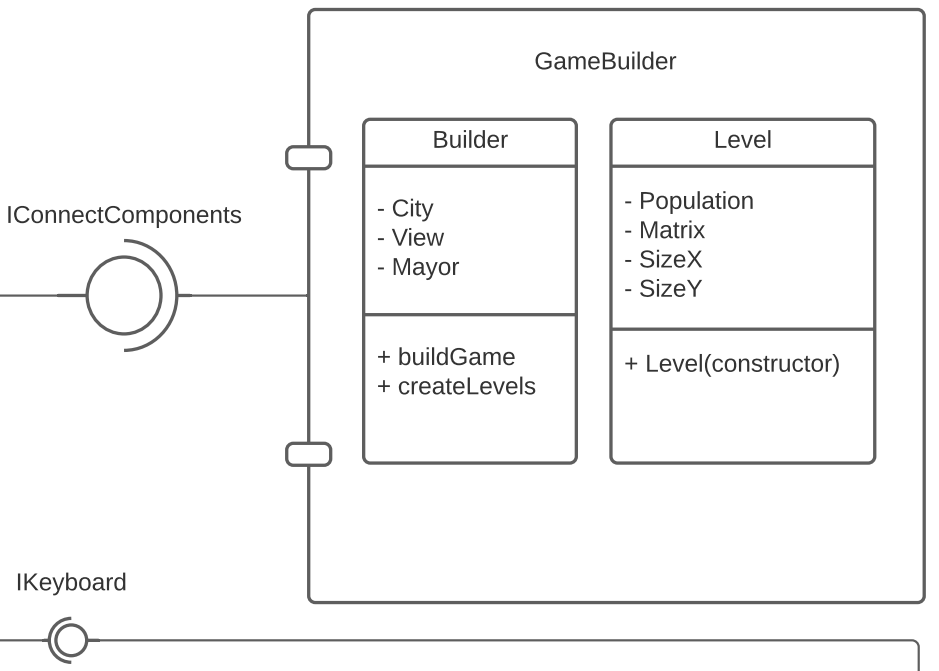 GameBuilder
Builder
- City
- View
- Mayor
+ buildGame
+ createLevels
Level
- Population
- Matrix
- SizeX
- SizeY
+ Level(constructor)
IConnectComponents
IKeyboard